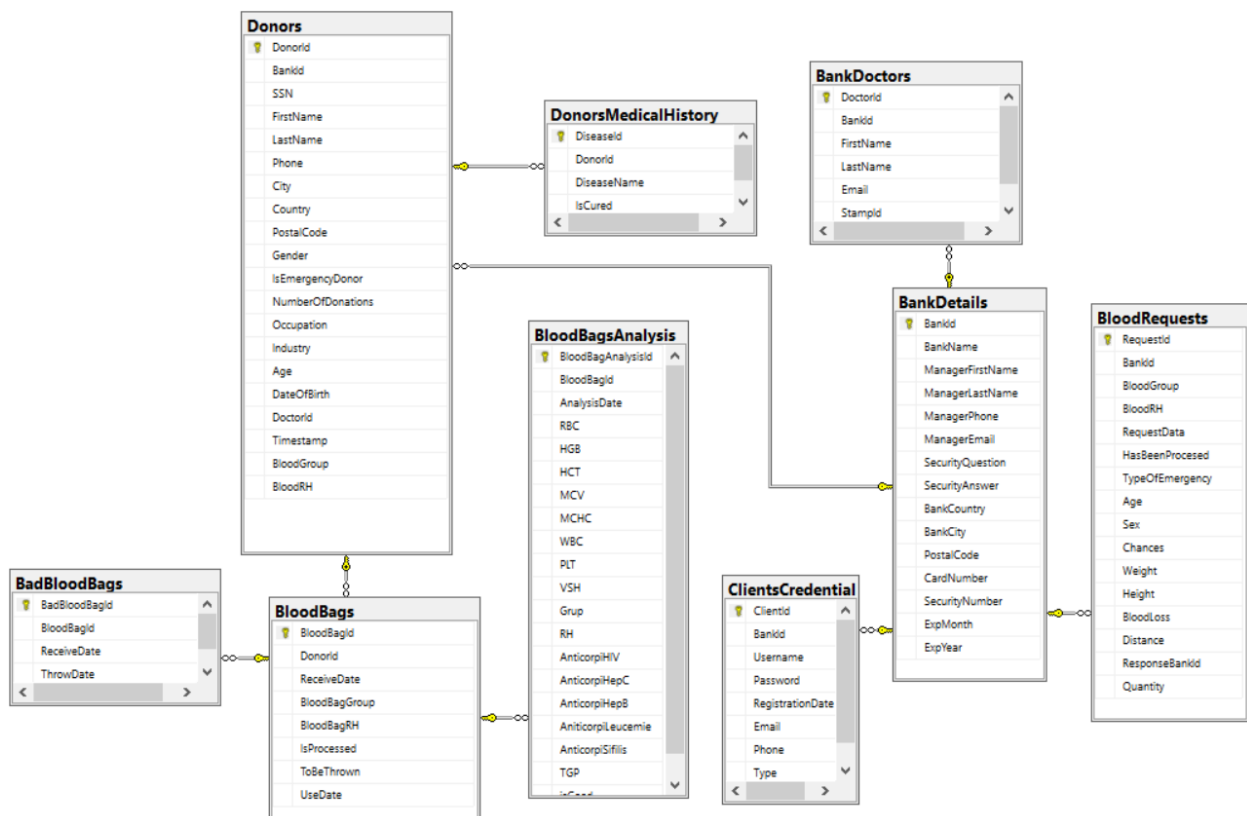 Donors
DonorId
BankId
SSN
FirstName
LastName
Phone
City
Country
PostalCode
Gender
IsEmergencyDonor
NumberOfDonations
Occupation
Industry
Age
DateOfBirth
DoctorId
Timestamp
BloodGroup
BloodRH
DonorsMedicalHistory
DiseaseId
DonorId
DiseaseName
IsCured
BankDoctors
DoctorId
BankId
FirstName
LastName
Email
StampId
BloodBagsAnalysis
BloodBagAnalysisId
BloodBagId
AnalysisDate
RBC
HGB
HCT
MCV
MCHC
WBC
PLT
VSH
Grup
RH
AnticorpiHIV
AnticorpiHepC
AnticorpiHepB
AniticorpiLeucemie
AnticorpiSifilis
TGP
isGood
BankDetails
BankId
BankName
ManagerFirstName
ManagerLastName
ManagerPhone
ManagerEmail
SecurityQuestion
SecurityAnswer
BankCountry
BankCity
PostalCode
CardNumber
SecurityNumber
ExpMonth
ExpYear
BloodRequests
RequestId
BankId
BloodGroup
BloodRH
RequestData
HasBeenProcesed
TypeOfEmergency
Age
Sex
Chances
Weight
Height
BloodLoss
Distance
ResponseBankId
Quantity
BadBloodBags
BadBloodBagId
BloodBagId
ReceiveDate
ThrowDate
BloodBags
BloodBagId
DonorId
ReceiveDate
BloodBagGroup
BloodBagRH
IsProcessed
ToBeThrown
UseDate
ClientsCredential
ClientId
BankId
Username
Password
RegistrationDate
Email
Phone
Type